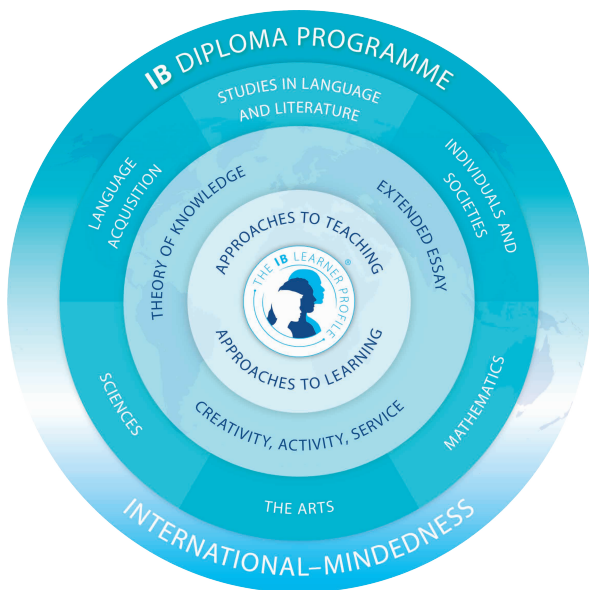 IB DIPLOMA PROGRAMME
STUDIES IN LANGUAGE
AND LITERATURE
LANGUAGE
ACQUISITION
INDIVIDUALS AND
SOCIETIES
THEORY OF KNOWLEDGE
EXTENDED ESSAY
APPROACHES TO TEACHING
THE IB LEARNER PROFILE
®
APPROACHES TO LEARNING
CREATIVITY, ACTIVITY, SERVICE
SCIENCES
MATHEMATICS
THE ARTS
INTERNATIONAL–MINDEDNESS